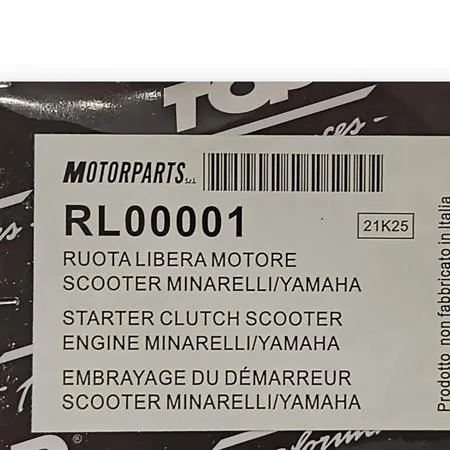 TOP
MOTORPARTS S.r.l.
RL00001
21K25
RUOTA LIBERA MOTORE
SCOOTER MINARELLI/YAMAHA
STARTER CLUTCH SCOOTER
ENGINE MINARELLI/YAMAHA
EMBRAYAGE DU DÉMARREUR
SCOOTER MINARELLI/YAMAHA
Prodotto non fabbricato in Italia